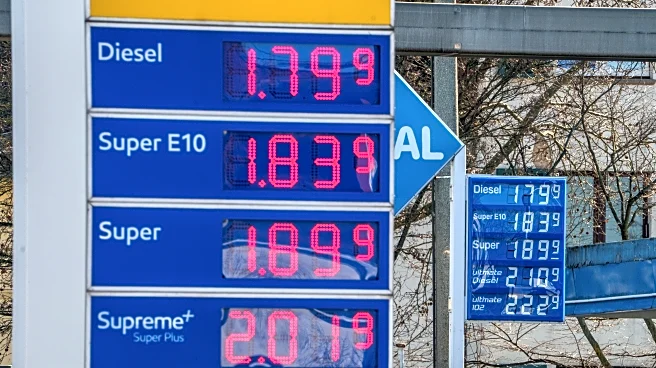 Diesel 1.79⁹
Super E10 1.83⁹
Super 1.89⁹
Supreme+ 2.01⁹
Super Plus
AL
Diesel 1 79⁹
Super E10 1 83⁹
Super 1 89⁹
ultimate
Diesel 2 10⁹
ultimate
102 2 22⁹